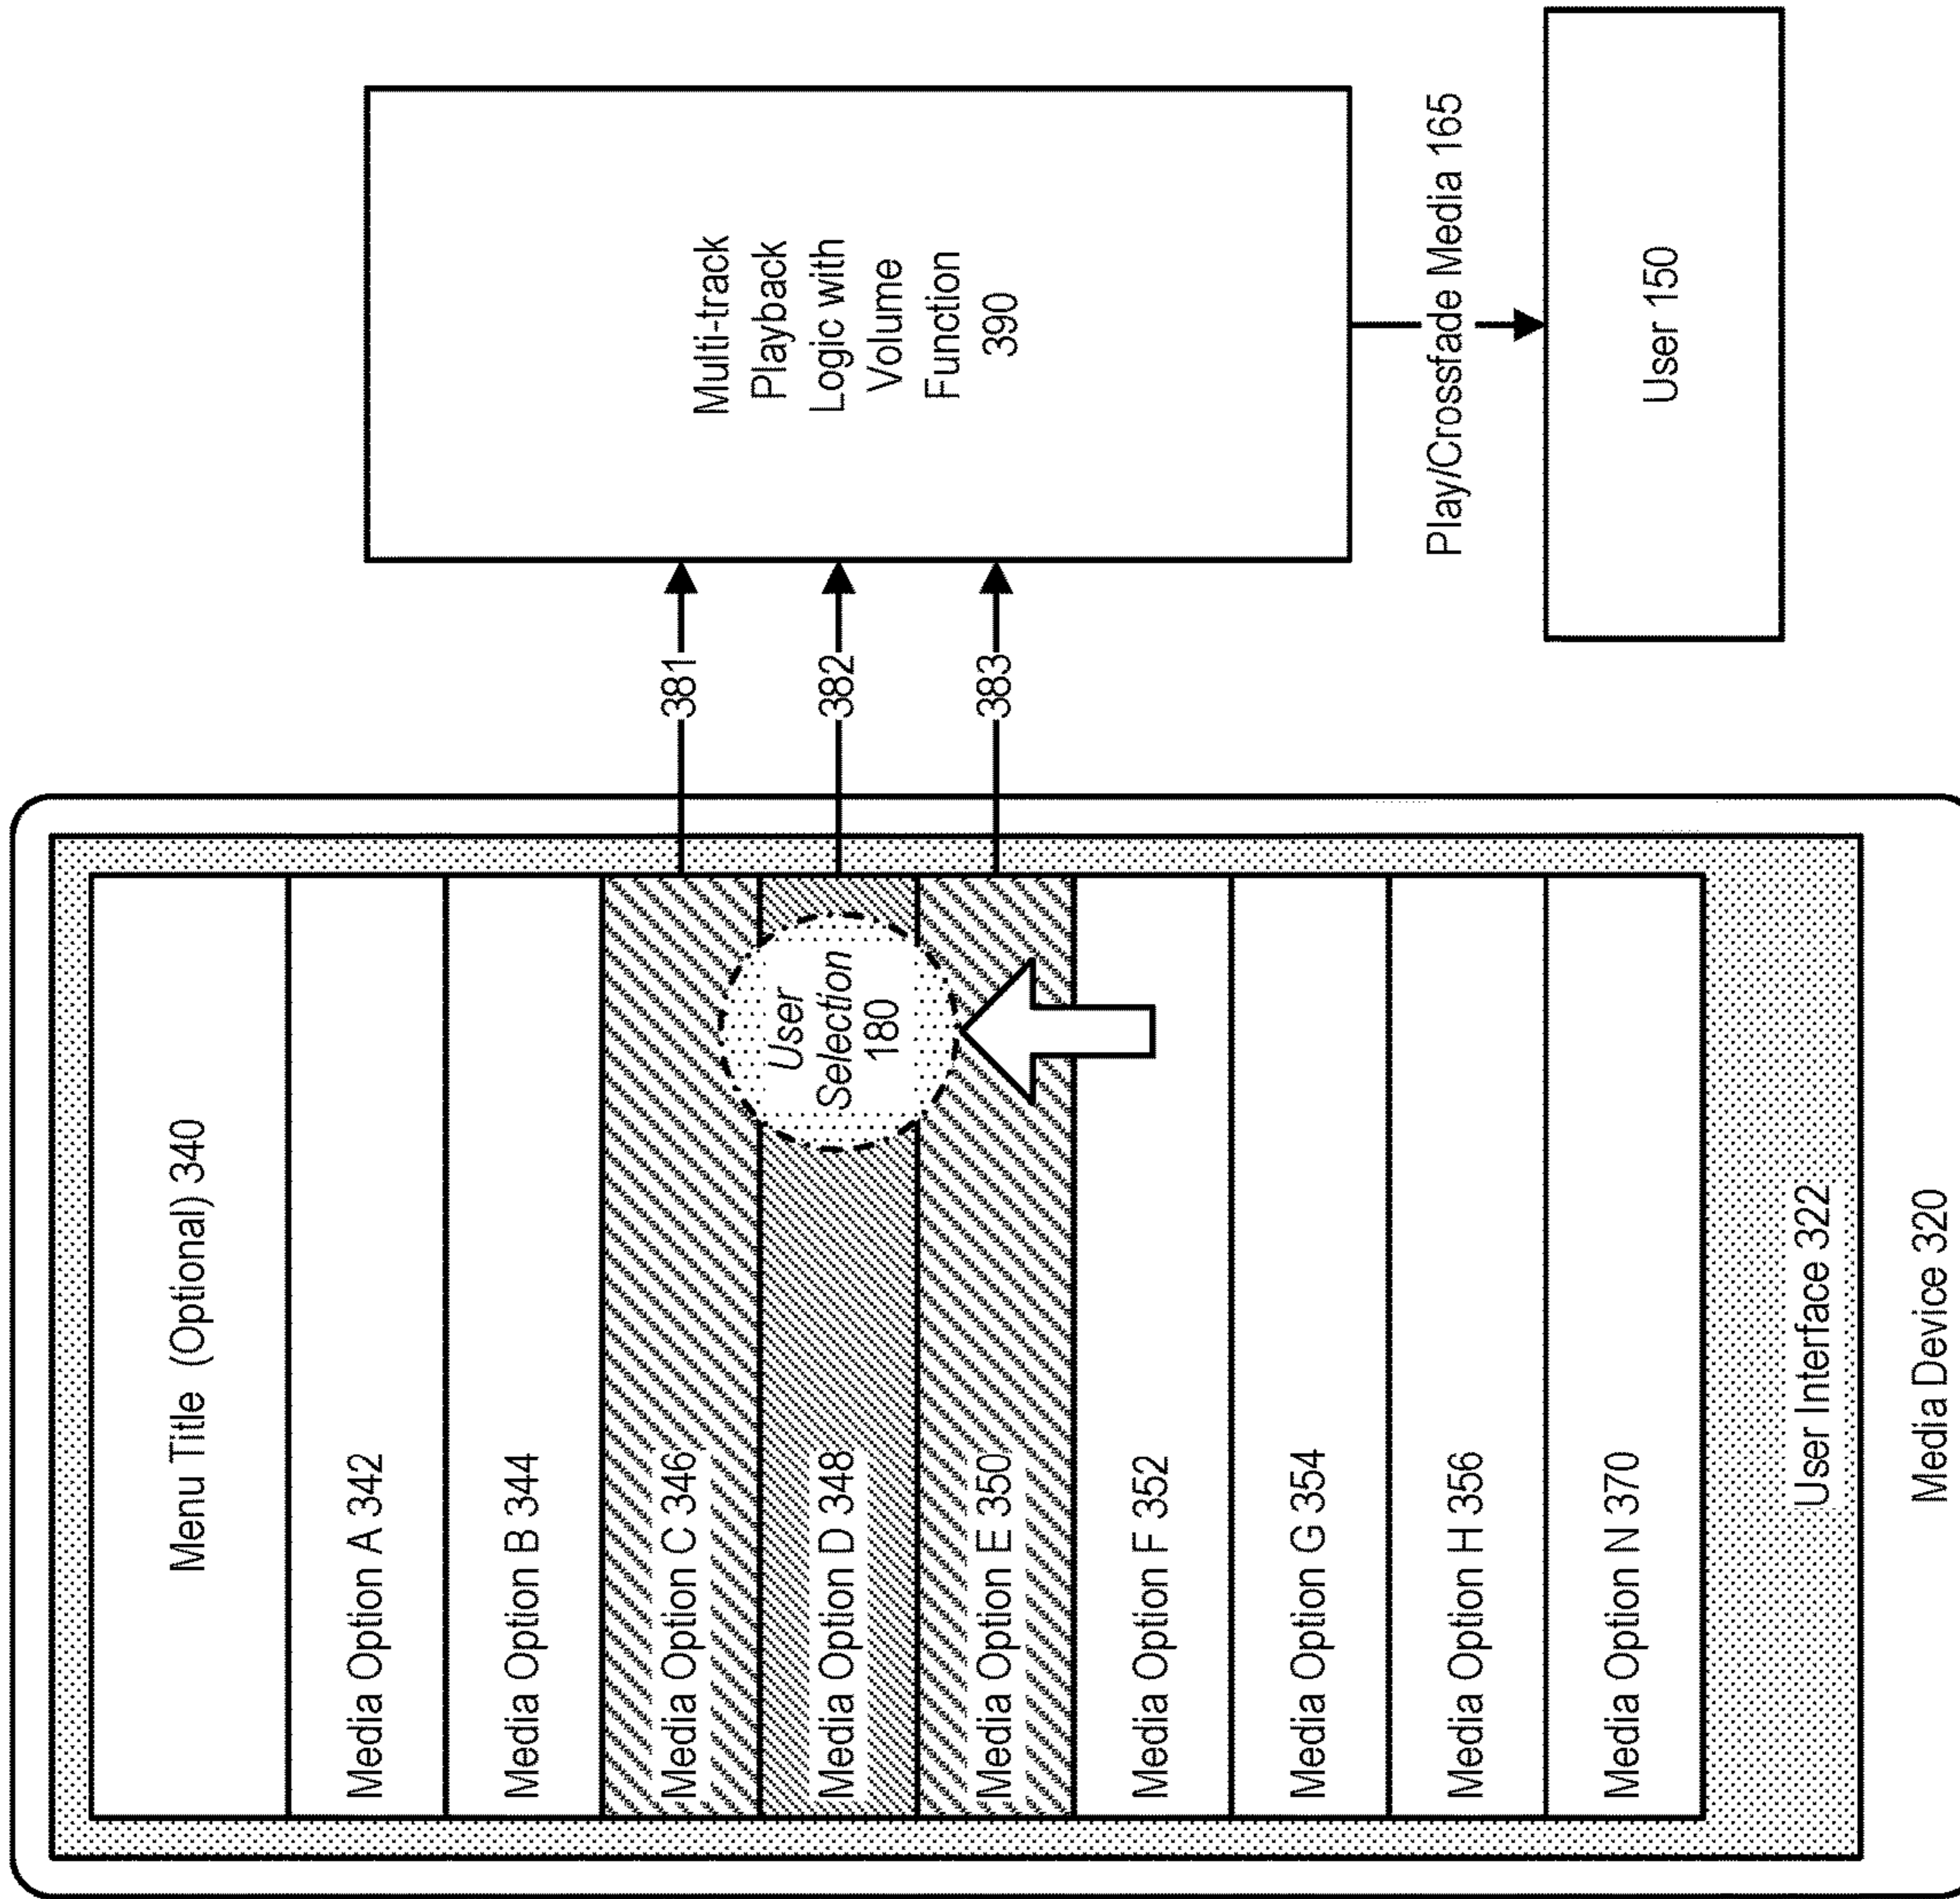 Menu Title (Optional) 340
Media Option A 342
Media Option B 344
Media Option C 346
Media Option D 348
Media Option E 350
Media Option F 352
Media Option G 354
Media Option H 356
Media Option N 370
User Interface 322
Media Device 320
User
Selection
180
381
382
383
Multi-track
Playback
Logic with
Volume
Function
390
Play/Crossfade Media 165
User 150